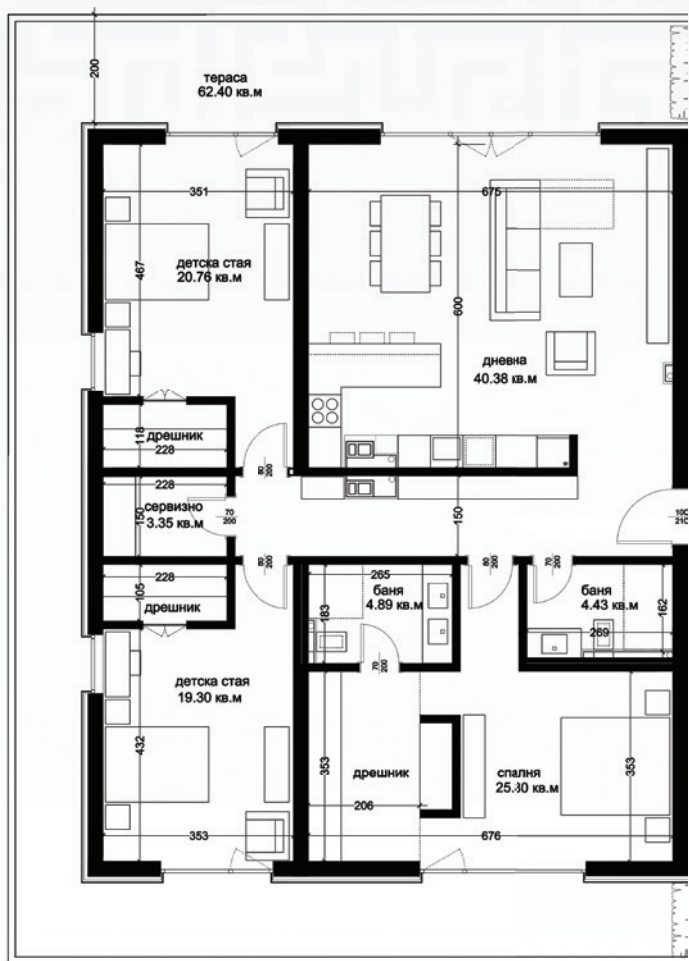 200
тераса
62.40 кв.м
351
675
467
детска стая
20.76 кв.м
600
дневна
40.38 кв.м
118
дрешник
228
80
200
228
сервизно
3.35 кв.м
150
70
200
150
100
210
80
200
228
105
дрешник
265
баня
4.89 кв.м
183
80
200
70
200
баня
4.43 кв.м
162
269
70
200
детска стая
19.30 кв.м
432
353
353
дрешник
206
спалня
25.80 кв.м
353
676